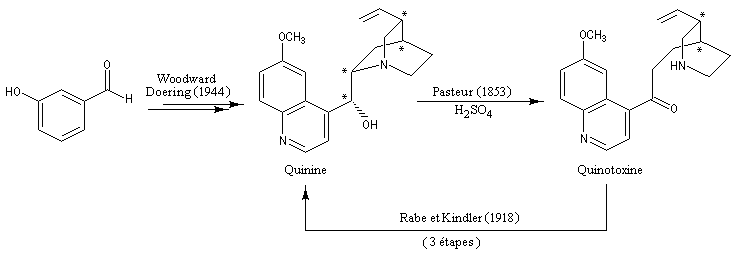 HO
O
H
Woodward
Doering (1944)
OCH3
N
*
*
*
*
N
OH
Quinine
Pasteur (1853)
H2SO4
OCH3
N
*
*
HN
O
Quinotoxine
Rabe et Kindler (1918)
( 3 étapes )